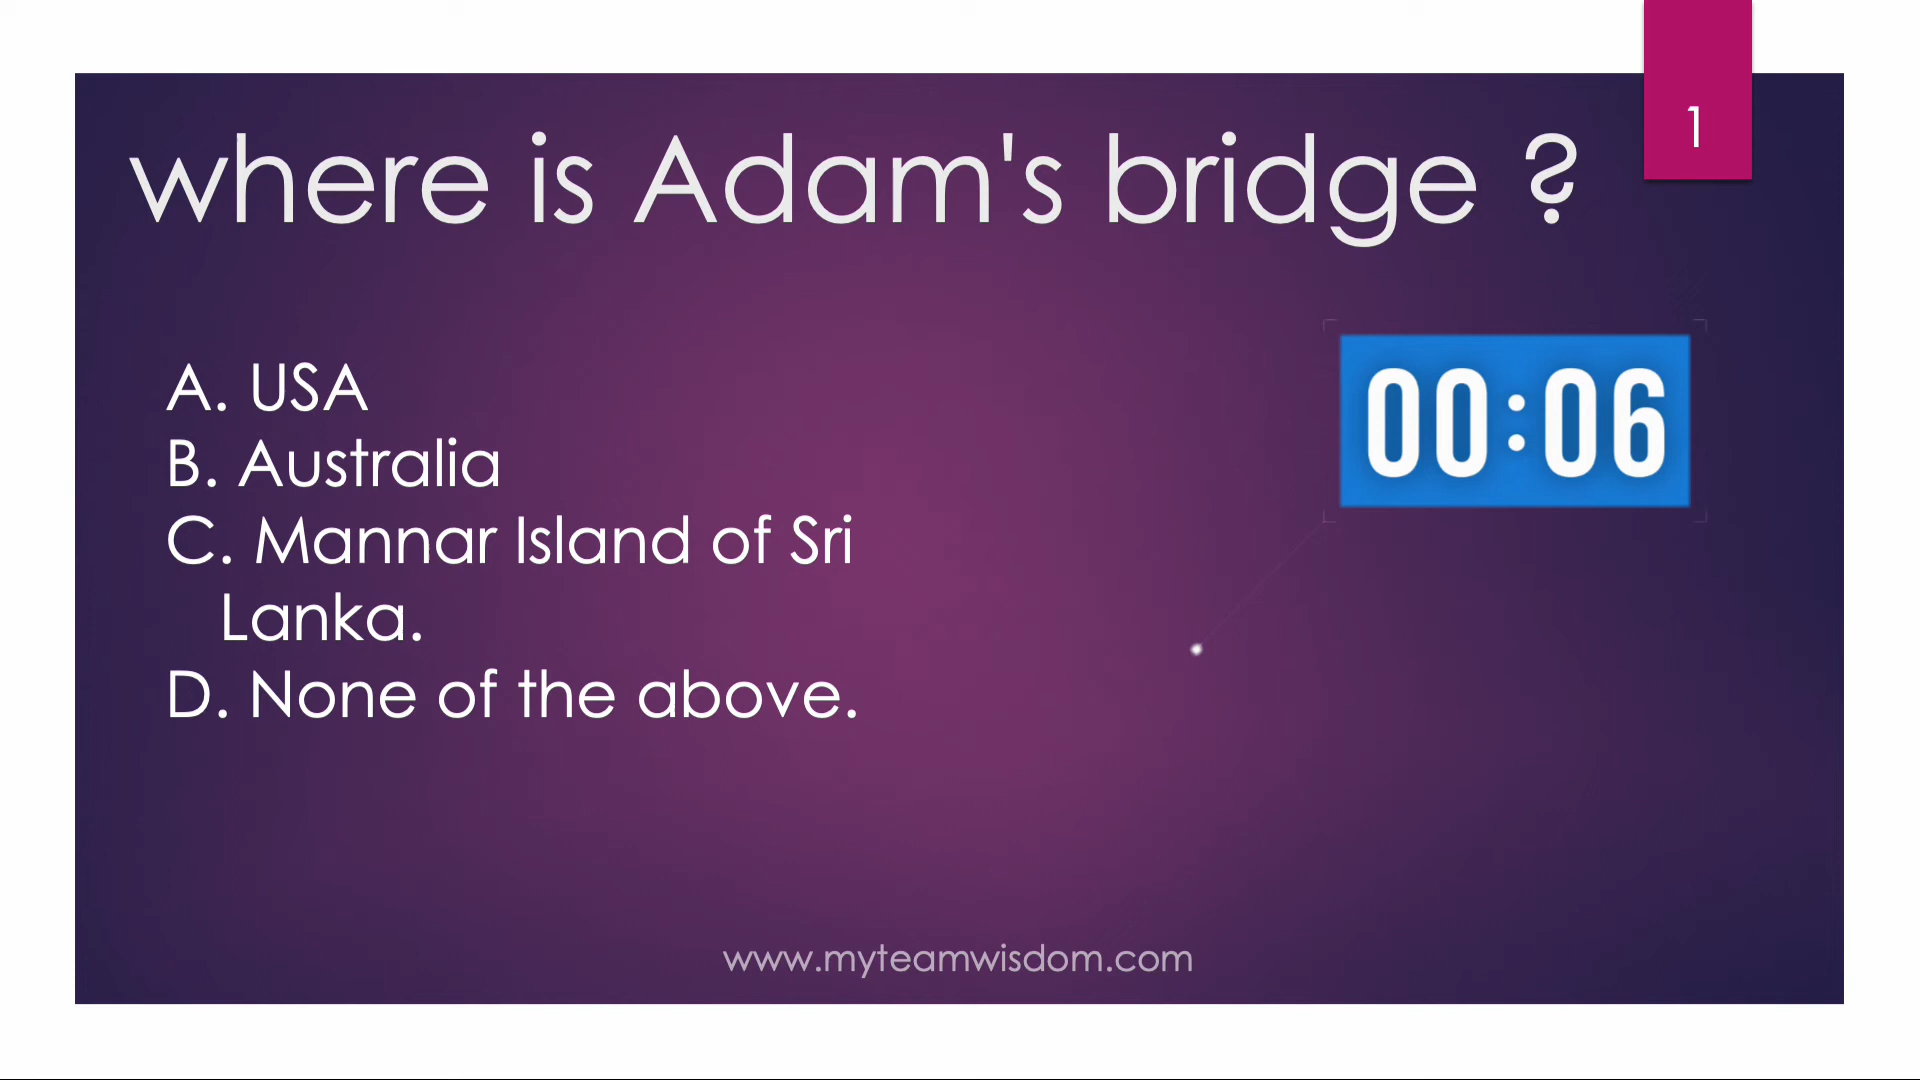 1
where is Adam's bridge ?
A. USA
B. Australia
C. Mannar Island of Sri
Lanka.
D. None of the above.
00:06
www.myteamwisdom.com